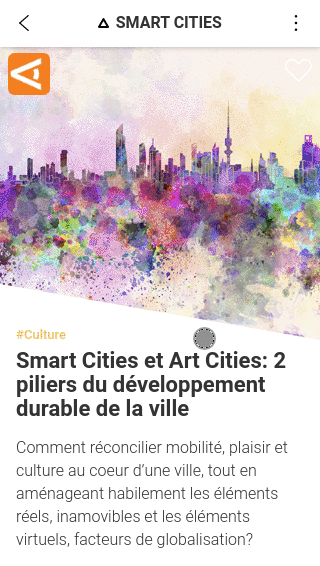 SMART CITIES
#Culture
Smart Cities et Art Cities: 2
piliers du développement
durable de la ville
Comment réconcilier mobilité, plaisir et
culture au coeur d’une ville, tout en
aménageant habilement les éléments
réels, inamovibles et les éléments
virtuels, facteurs de globalisation?